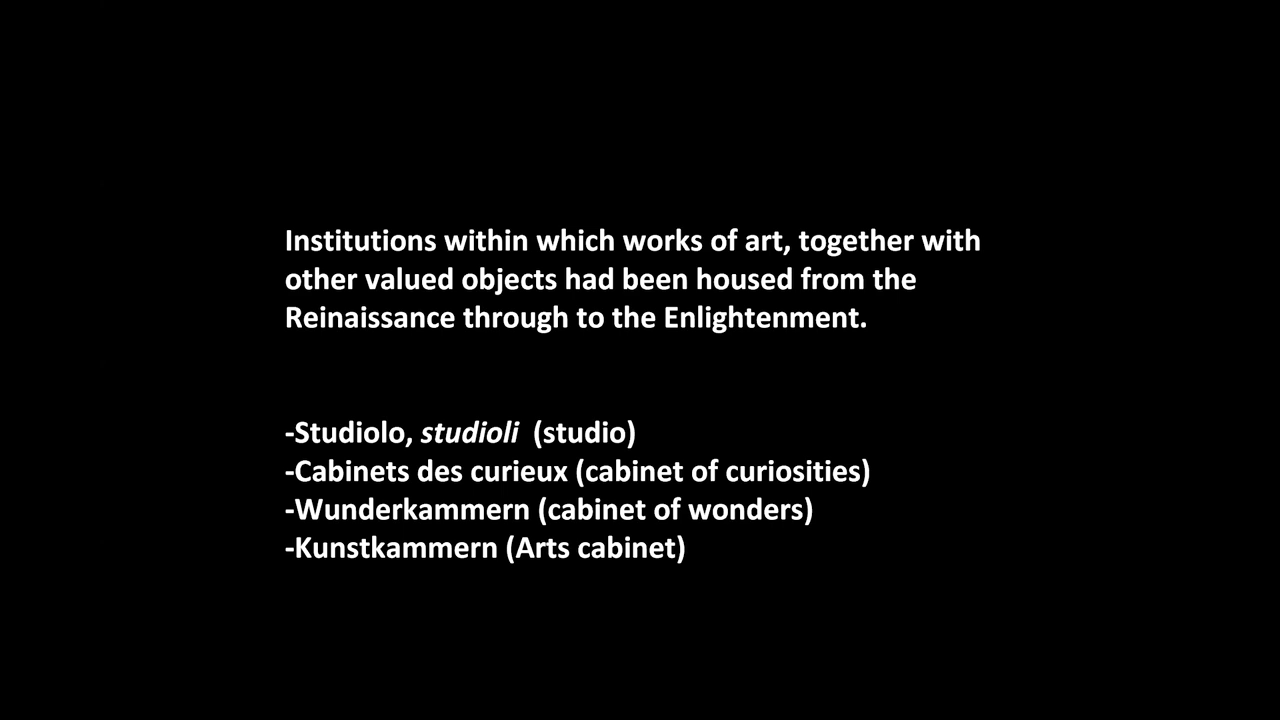 Institutions within which works of art, together with
other valued objects had been housed from the
Reinaissance through to the Enlightenment.
-Studiolo, studioli (studio)
-Cabinets des curieux (cabinet of curiosities)
-Wunderkammern (cabinet of wonders)
-Kunstkammern (Arts cabinet)